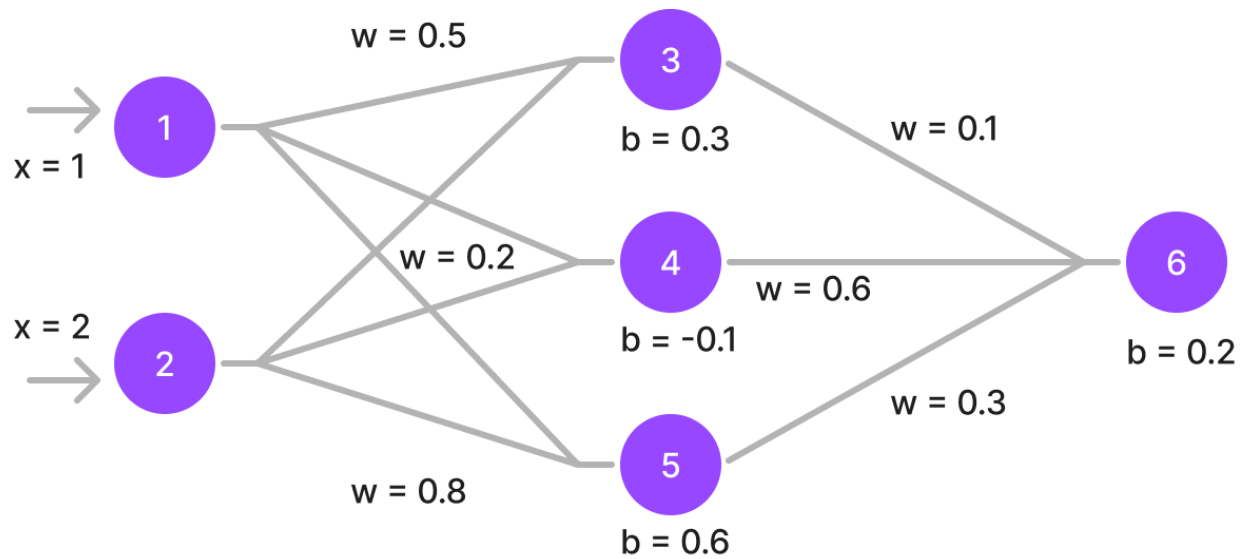 w = 0.5
3
1
w = 0.1
b = 0.3
x = 1
w = 0.2
4
6
w = 0.6
x = 2
b = -0.1
b = 0.2
2
w = 0.3
5
w = 0.8
b = 0.6